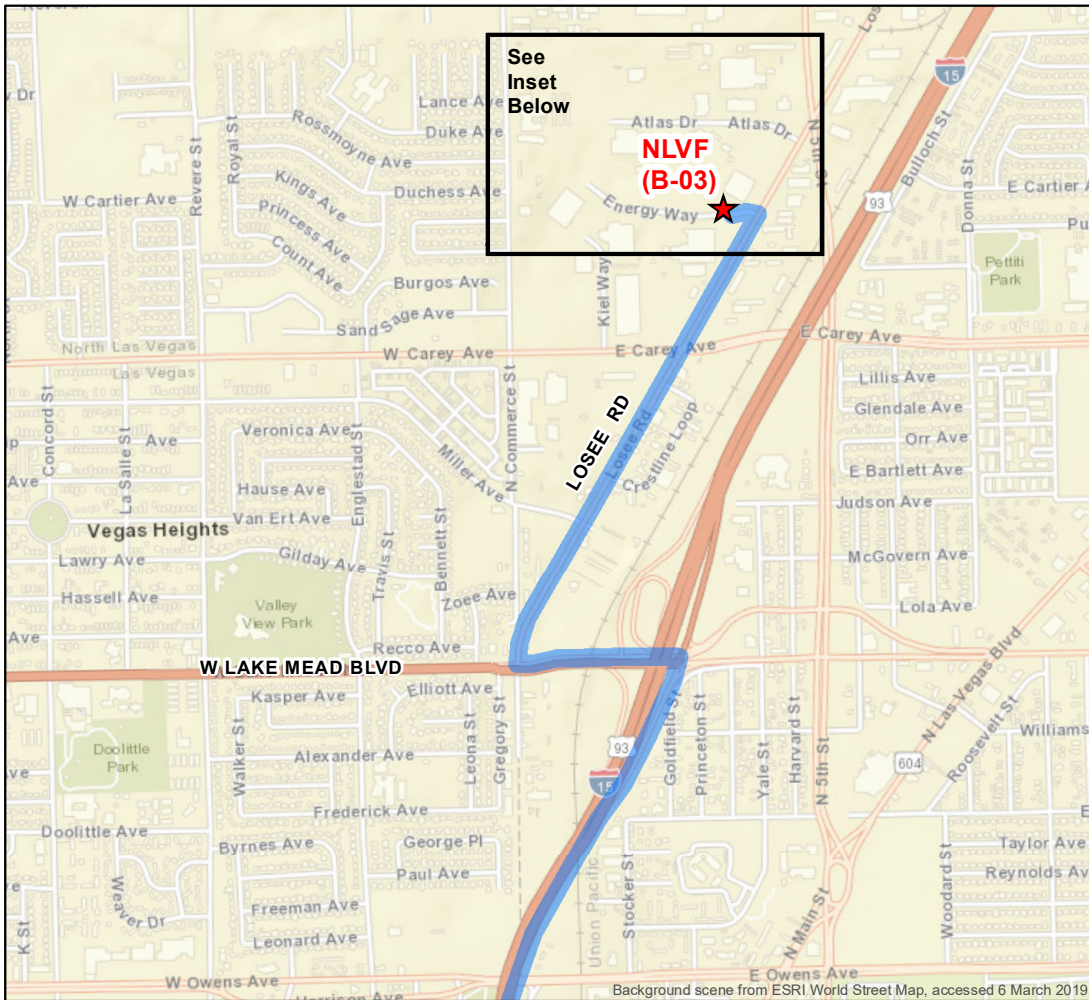 Revere St
Los
See
Inset
Below
15
Lance Ave
Duke Ave
Rossmoyne Ave
Royal St
Revere St
Atlas Dr
Atlas Dr
N 5th St
Bulloch St
Donna St
NLVF
(B-03)
W Cartier Ave
Kings Ave
Duchess Ave
Energy Way
93
E Cartier A
Princess Ave
Count Ave
Pu
Pettiti
Park
Burgos Ave
Kiel Way
Sand Sage Ave
North Las Vegas
Las Vegas
W Carey Ave
E Carey Ave
E Carey Ave
Concord St
La Salle St
N Commerce St
Lillis Ave
Glendale Ave
LOSEE RD
Losee Rd
Crestline Loop
Veronica Ave
Englestad St
Miller Ave
Ave
Orr Ave
E Bartlett Ave
Ave
Hause Ave
Judson Ave
Van Ert Ave
Vegas Heights
Bennett St
Travis St
Gilday Ave
Lawry Ave
McGovern Ave
Hassell Ave
Valley
View Park
Zoee Ave
Lola Ave
Ave
Recco Ave
W LAKE MEAD BLVD
N Las Vegas Blvd
Kasper Ave
Elliott Ave
Walker St
Leona St
Gregory St
Goldfield St
Princeton St
Yale St
Harvard St
N 5th St
Roosevelt St
Williams
Doolittle
Park
Alexander Ave
93
15
604
Frederick Ave
Doolittle Ave
Byrnes Ave
George Pl
Paul Ave
E
Taylor Ave
Reynolds Av
Weaver Dr
K St
Freeman Ave
Leonard Ave
Union Pacific
Stocker St
N Main St
Woodard St
W Owens Ave
E Owens Ave
Harrison Ave
Background scene from ESRI World Street Map, accessed 6 March 2019